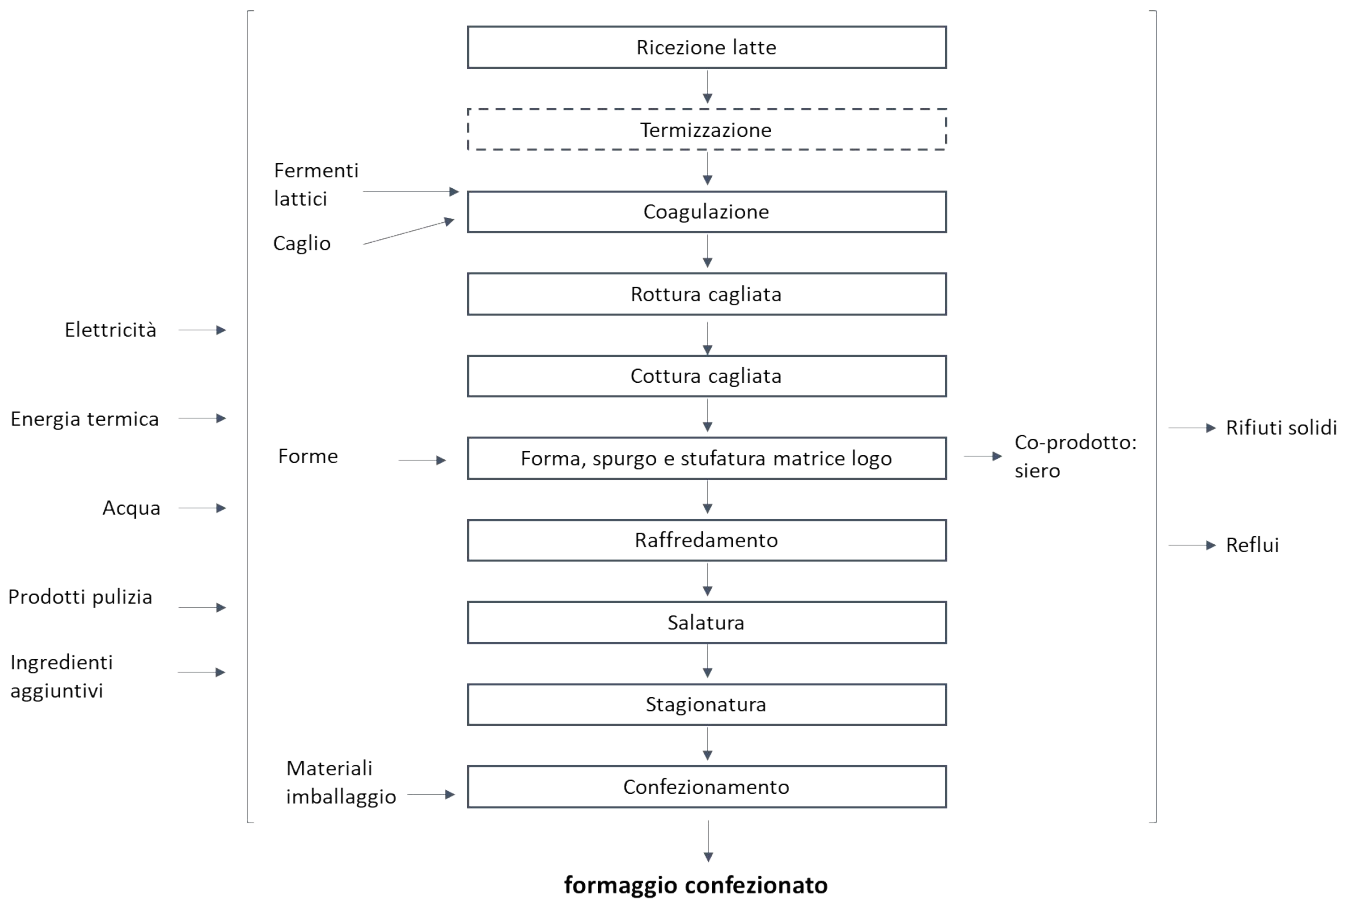 Ricezione latte
Termizzazione
Fermenti
lattici
Coagulazione
Caglio
Rottura cagliata
Elettricità
Cottura cagliata
Energia termica
Rifiuti solidi
Forme
Forma, spurgo e stufatura matrice logo
Co-prodotto:
siero
Acqua
Raffredamento
Reflui
Prodotti pulizia
Salatura
Ingredienti
aggiuntivi
Stagionatura
Materiali
imballaggio
Confezionamento
formaggio confezionato